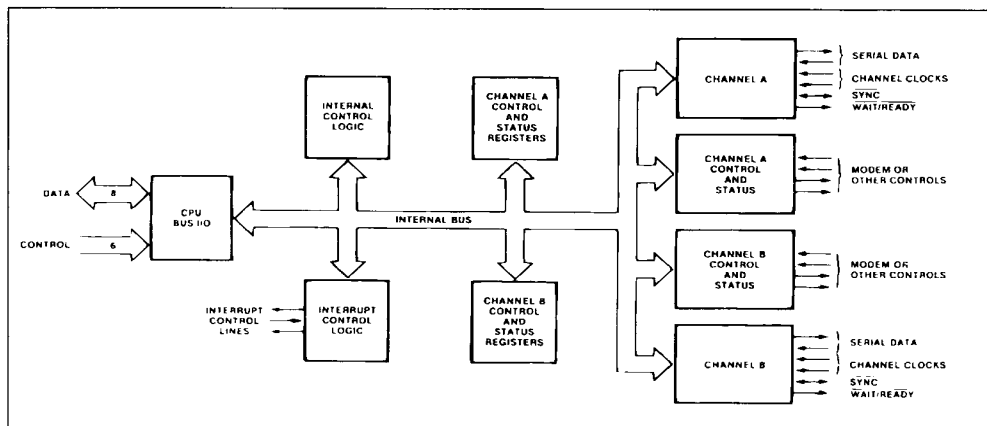 INTERNAL
CONTROL
LOGIC
CHANNEL A
CONTROL
AND
STATUS
REGISTERS
CHANNEL A
SERIAL DATA
CHANNEL CLOCKS
SYNC
WAIT/READY
CHANNEL A
CONTROL
AND
STATUS
MODEM OR
OTHER CONTROLS
DATA
8
CPU
BUS I/O
CONTROL
6
INTERNAL BUS
CHANNEL B
CONTROL
AND
STATUS
MODEM OR
OTHER CONTROLS
INTERRUPT
CONTROL
LINES
INTERRUPT
CONTROL
LOGIC
CHANNEL B
CONTROL
AND
STATUS
REGISTERS
CHANNEL B
SERIAL DATA
CHANNEL CLOCKS
SYNC
WAIT/READY